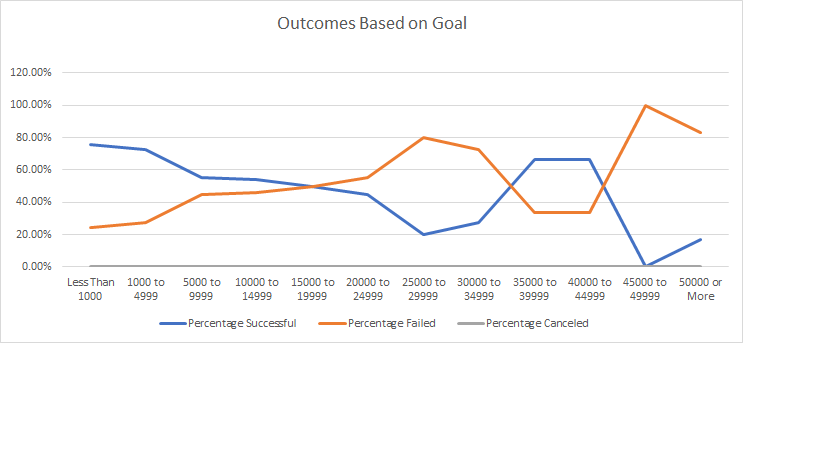 Outcomes Based on Goal
120.00%
100.00%
80.00%
60.00%
40.00%
20.00%
0.00%
Less Than 1000 to 5000 to 10000 to 15000 to 20000 to 25000 to 30000 to 35000 to 40000 to 45000 to 50000 or
1000 4999 9999 14999 19999 24999 29999 34999 39999 44999 49999 More
Percentage Successful Percentage Failed Percentage Canceled